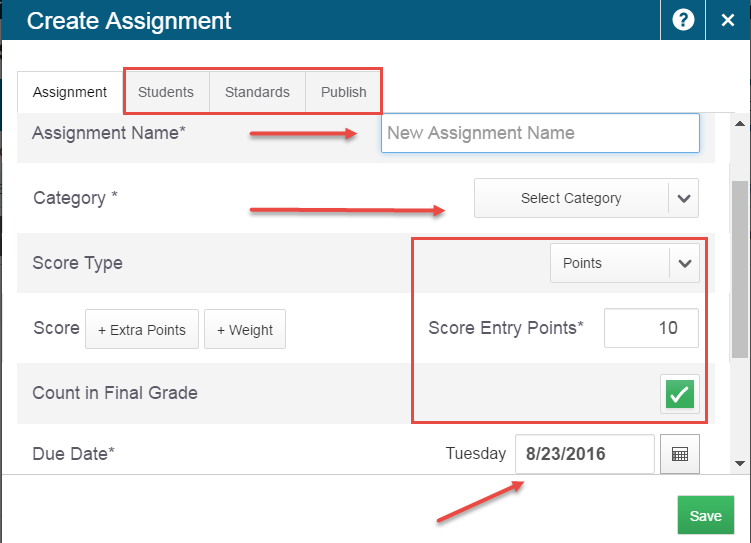 Create Assignment ?
Assignment Students Standards Publish
Assignment Name* New Assignment Name
Category * Select Category
Score Type Points
Score + Extra Points + Weight Score Entry Points* 10
Count in Final Grade
Due Date* Tuesday 8/23/2016
Save